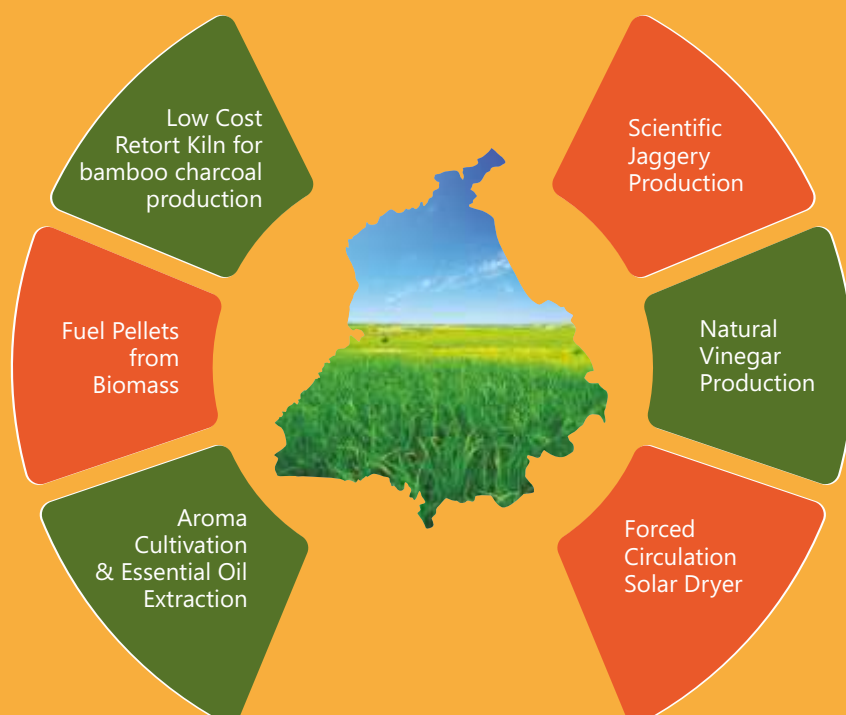 Low Cost
Retort Kiln for
bamboo charcoal
production
Scientific
Jaggery
Production
Fuel Pellets
from
Biomass
Natural
Vinegar
Production
Aroma
Cultivation
& Essential Oil
Extraction
Forced
Circulation
Solar Dryer